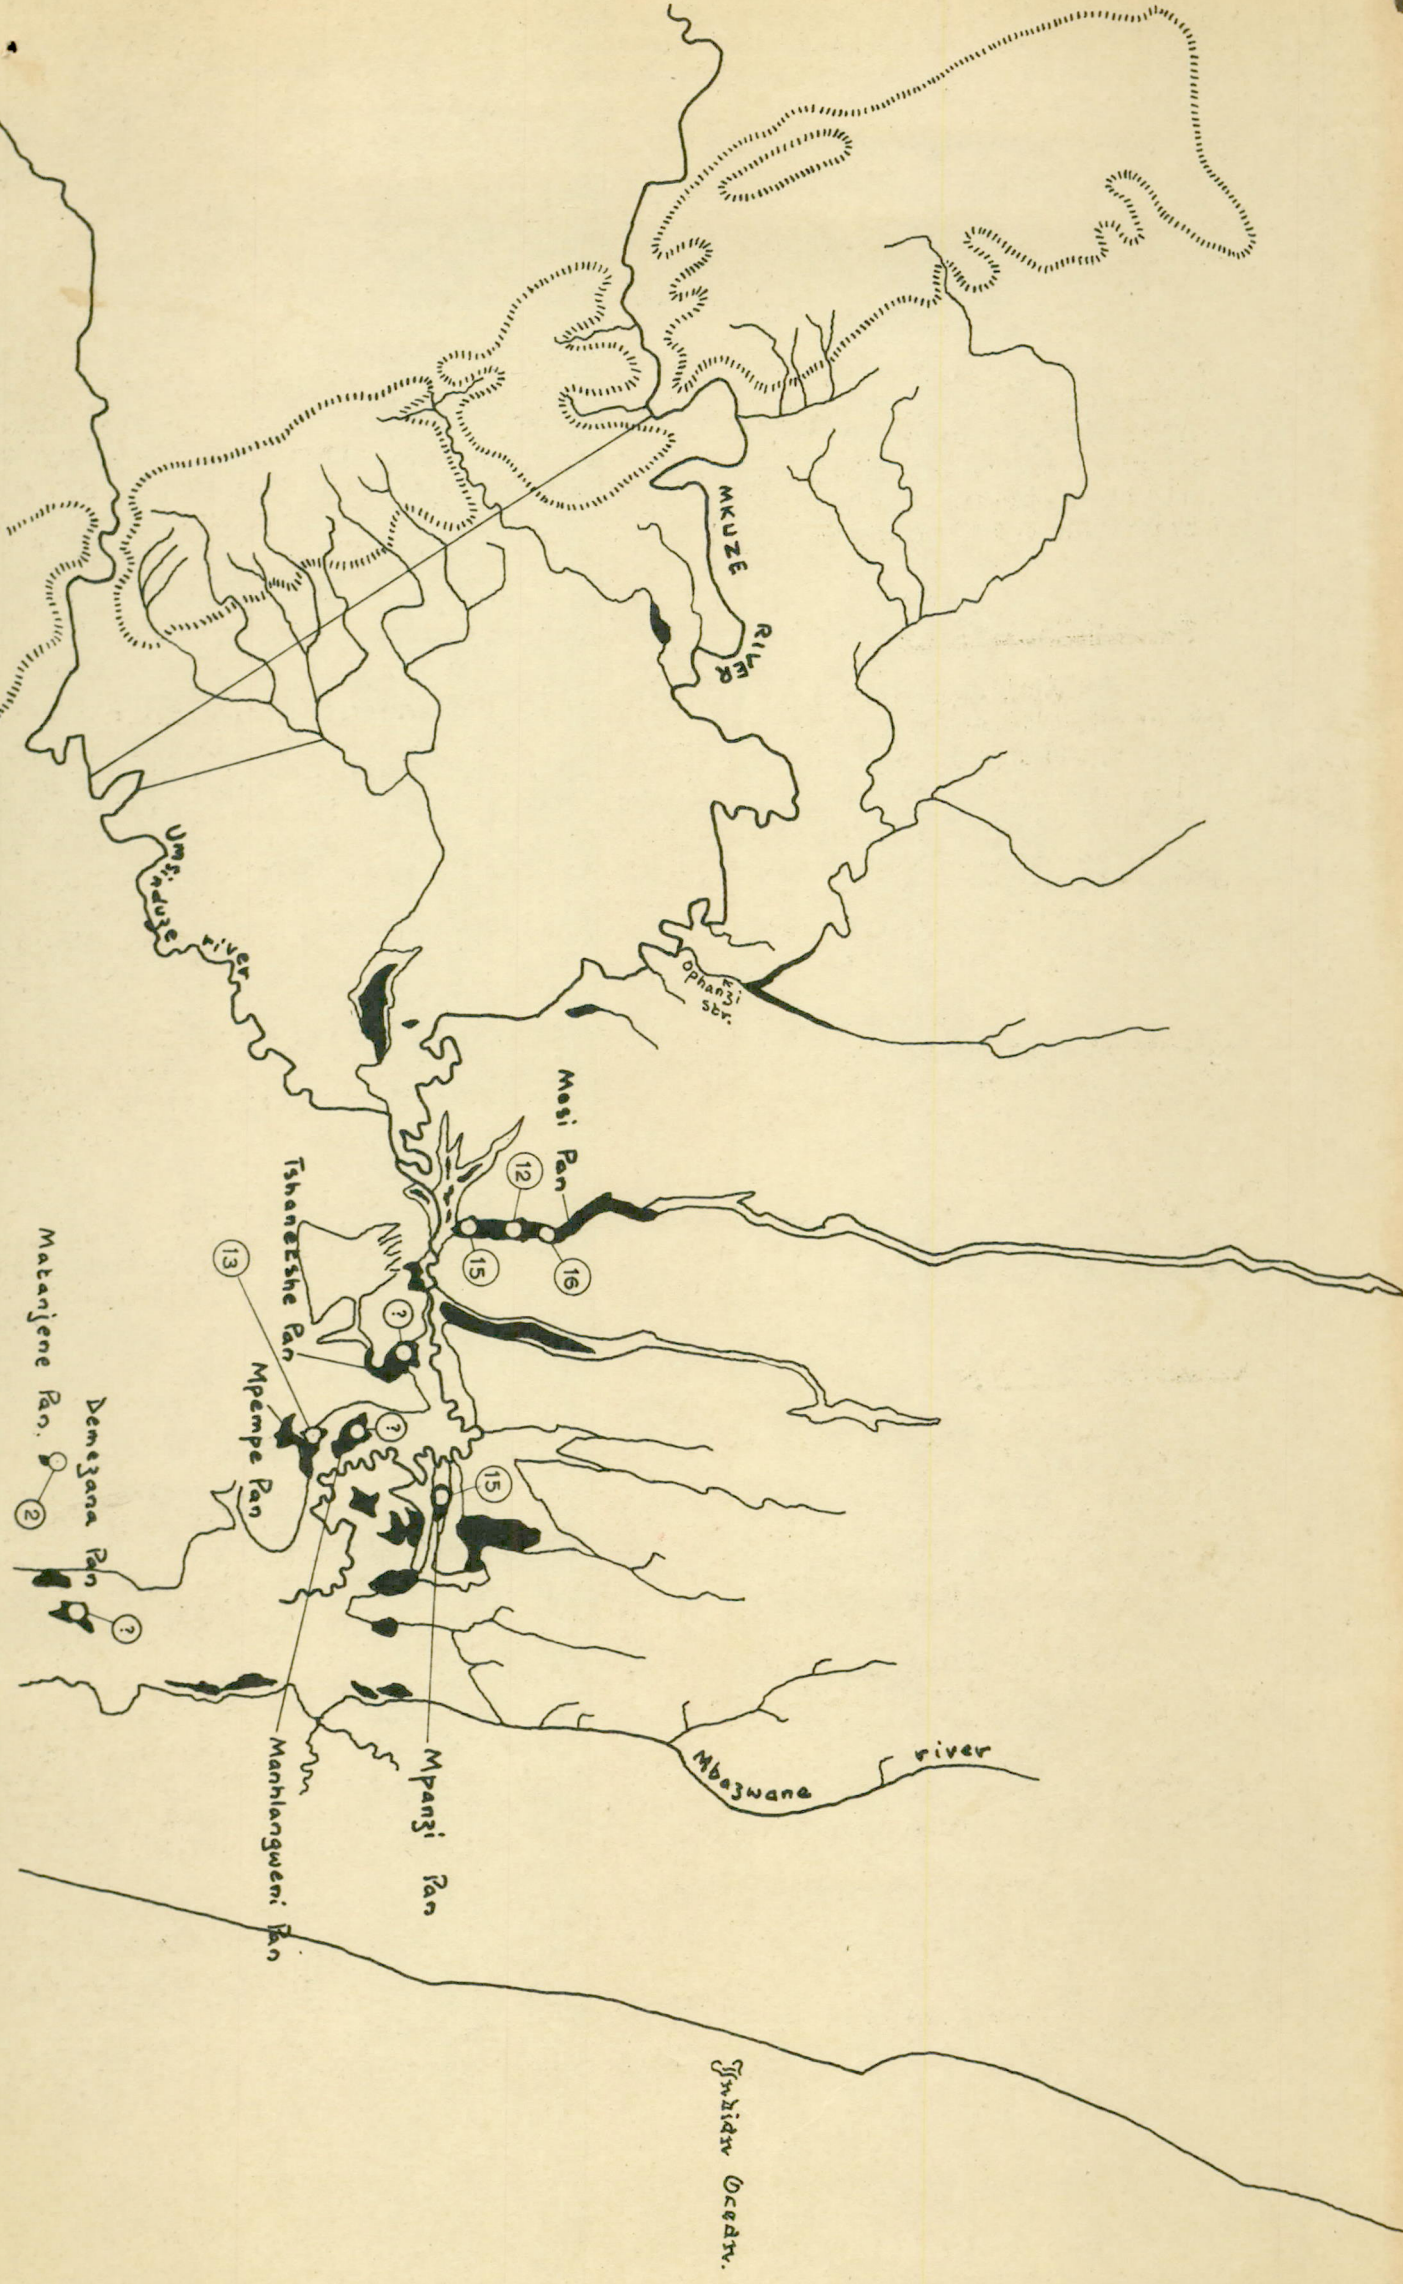 MKUZE RIVER
Umsinduze river
Ophanzi
str.
Mosi Pan
12
15
16
Tshanetshe Pan
13
?
Mpempe Pan
?
15
Matanjene Pan.
2
Demezana Pan
?
Mbazwane river
Mpanzi Pan
Manhlangweni Pan
Indian Ocean.